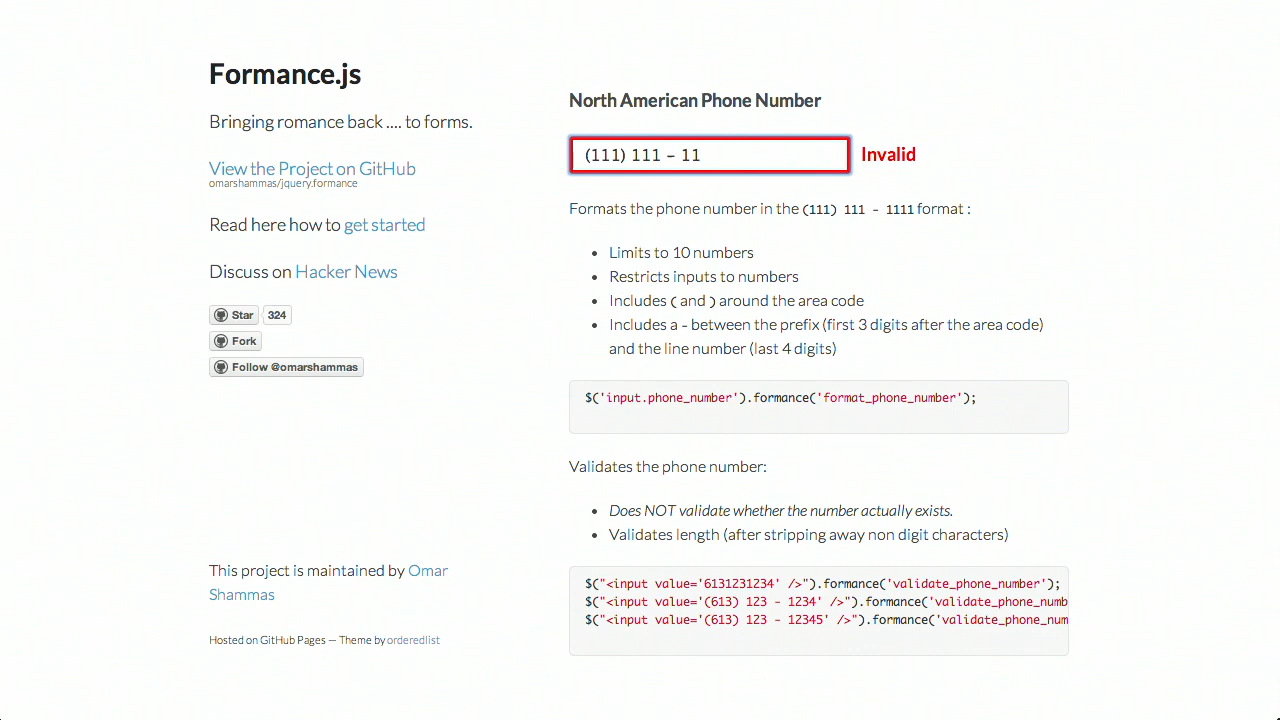 Formance.js
Bringing romance back .... to forms.
View the Project on GitHub
omarshammas/jquery.formance
Read here how to get started
Discuss on Hacker News
Star 324
Fork
Follow @omarshammas
This project is maintained by Omar
Shammas
Hosted on GitHub Pages — Theme by orderedlist
North American Phone Number
(111) 111 - 11 Invalid
Formats the phone number in the (111) 111 - 1111 format :
• Limits to 10 numbers
• Restricts inputs to numbers
• Includes ( and ) around the area code
• Includes a - between the prefix (first 3 digits after the area code)
and the line number (last 4 digits)
$('input.phone_number').formance('format_phone_number');
Validates the phone number:
• Does NOT validate whether the number actually exists.
• Validates length (after stripping away non digit characters)
$("<input value='6131231234' />").formance('validate_phone_number');
$("<input value='(613) 123 - 1234' />").formance('validate_phone_numb
$("<input value='(613) 123 - 12345' />").formance('validate_phone_num